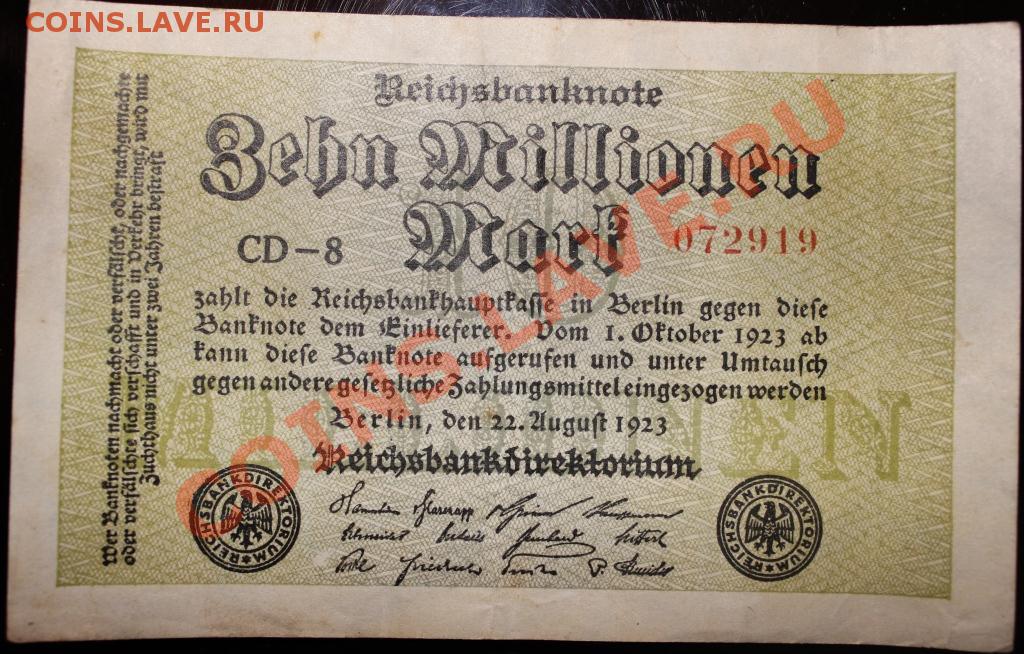 COINS.LAVE.RU
Reichsbanknote
Zehn Millionen
Mark
CD-8
072919
zahlt die Reichsbankhauptkasse in Berlin gegen diese
Banknote dem Einlieferer. Vom 1. Oktober 1923 ab
kann diese Banknote aufgerufen und unter Umtausch
gegen andere gesetzliche Zahlungsmittel eingezogen werden
Berlin, den 22. August 1923
Reichsbankdirektorium
MILLIONEN
REICHSBANKDIREKTORIUM
REICHSBANKDIREKTORIUM
Wer Banknoten nachmacht oder verfälscht, oder nachgemachte
oder verfälschte sich verschafft und in Verkehr bringt, wird mit
Zuchthaus nicht unter zwei Jahren bestraft
COINS.LAVE.RU